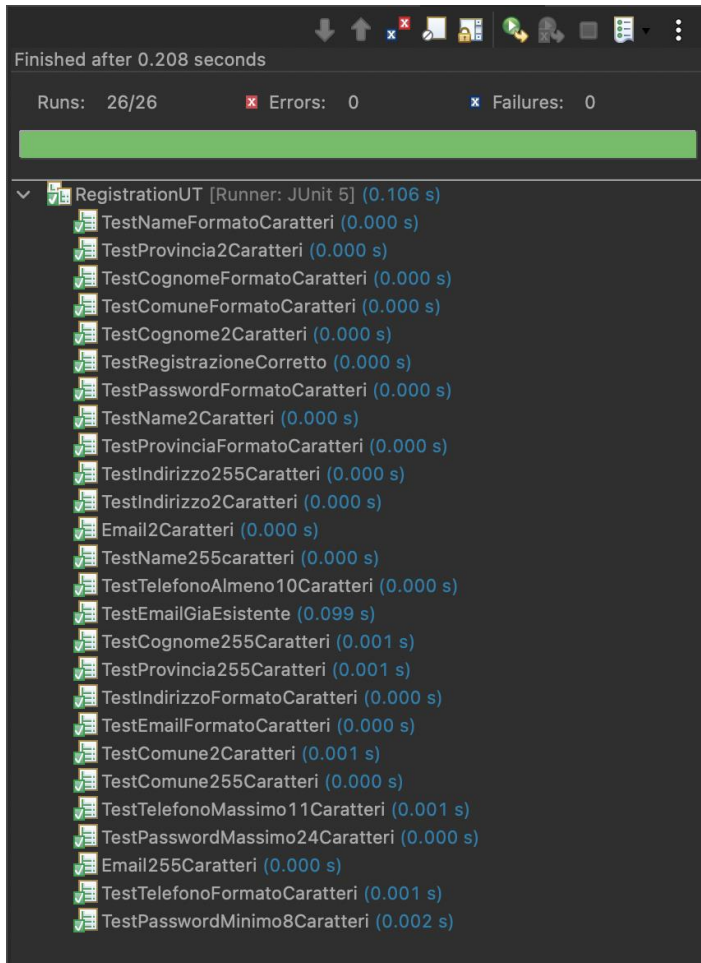 Finished after 0.208 seconds
Runs: 26/26 Errors: 0 Failures: 0
RegistrationUT [Runner: JUnit 5] (0.106 s)
TestNameFormatoCaratteri (0.000 s)
TestProvincia2Caratteri (0.000 s)
TestCognomeFormatoCaratteri (0.000 s)
TestComuneFormatoCaratteri (0.000 s)
TestCognome2Caratteri (0.000 s)
TestRegistrazioneCorretto (0.000 s)
TestPasswordFormatoCaratteri (0.000 s)
TestName2Caratteri (0.000 s)
TestProvinciaFormatoCaratteri (0.000 s)
TestIndirizzo255Caratteri (0.000 s)
TestIndirizzo2Caratteri (0.000 s)
Email2Caratteri (0.000 s)
TestName255caratteri (0.000 s)
TestTelefonoAlmeno10Caratteri (0.000 s)
TestEmailGiaEsistente (0.099 s)
TestCognome255Caratteri (0.001 s)
TestProvincia255Caratteri (0.001 s)
TestIndirizzoFormatoCaratteri (0.000 s)
TestEmailFormatoCaratteri (0.000 s)
TestComune2Caratteri (0.001 s)
TestComune255Caratteri (0.000 s)
TestTelefonoMassimo11Caratteri (0.001 s)
TestPasswordMassimo24Caratteri (0.000 s)
Email255Caratteri (0.000 s)
TestTelefonoFormatoCaratteri (0.001 s)
TestPasswordMinimo8Caratteri (0.002 s)